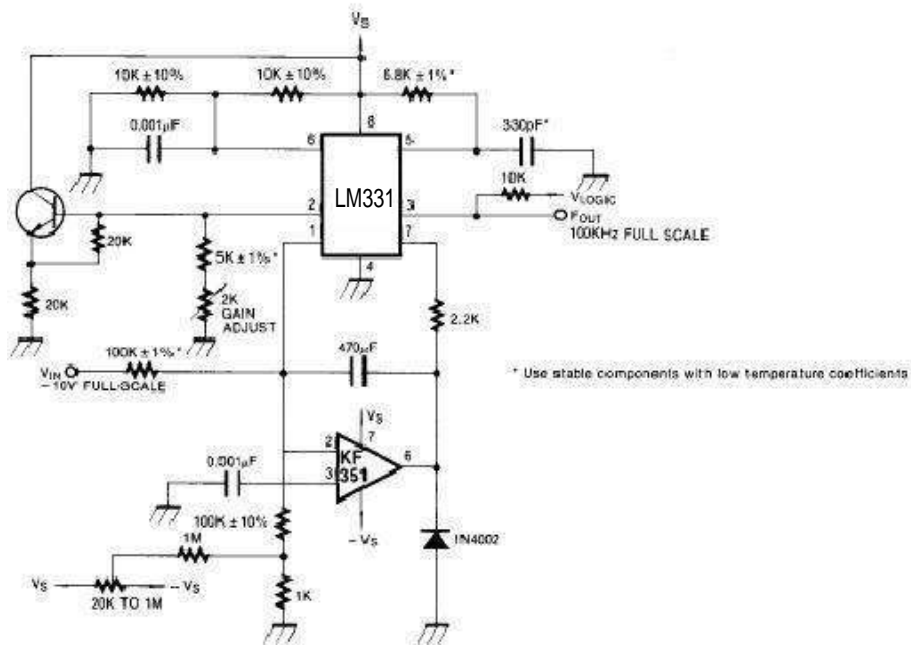 VS
10K ± 10%
10K ± 10%
6.8K ± 1% *
0.001µF
6
8
5
330pF*
LM331
10K
VLOGIC
2
3
FOUT
100KHz FULL SCALE
1
7
20K
5K ± 1% *
4
20K
2K
GAIN
ADJUST
2.2K
100K ± 1% *
470µF
VIN
–10V FULL-SCALE
* Use stable components with low temperature coefficients
VS
7
2
KF
351
6
0.001µF
3
100K ± 10%
–VS
IN4002
1M
VS
–VS
20K TO 1M
1K